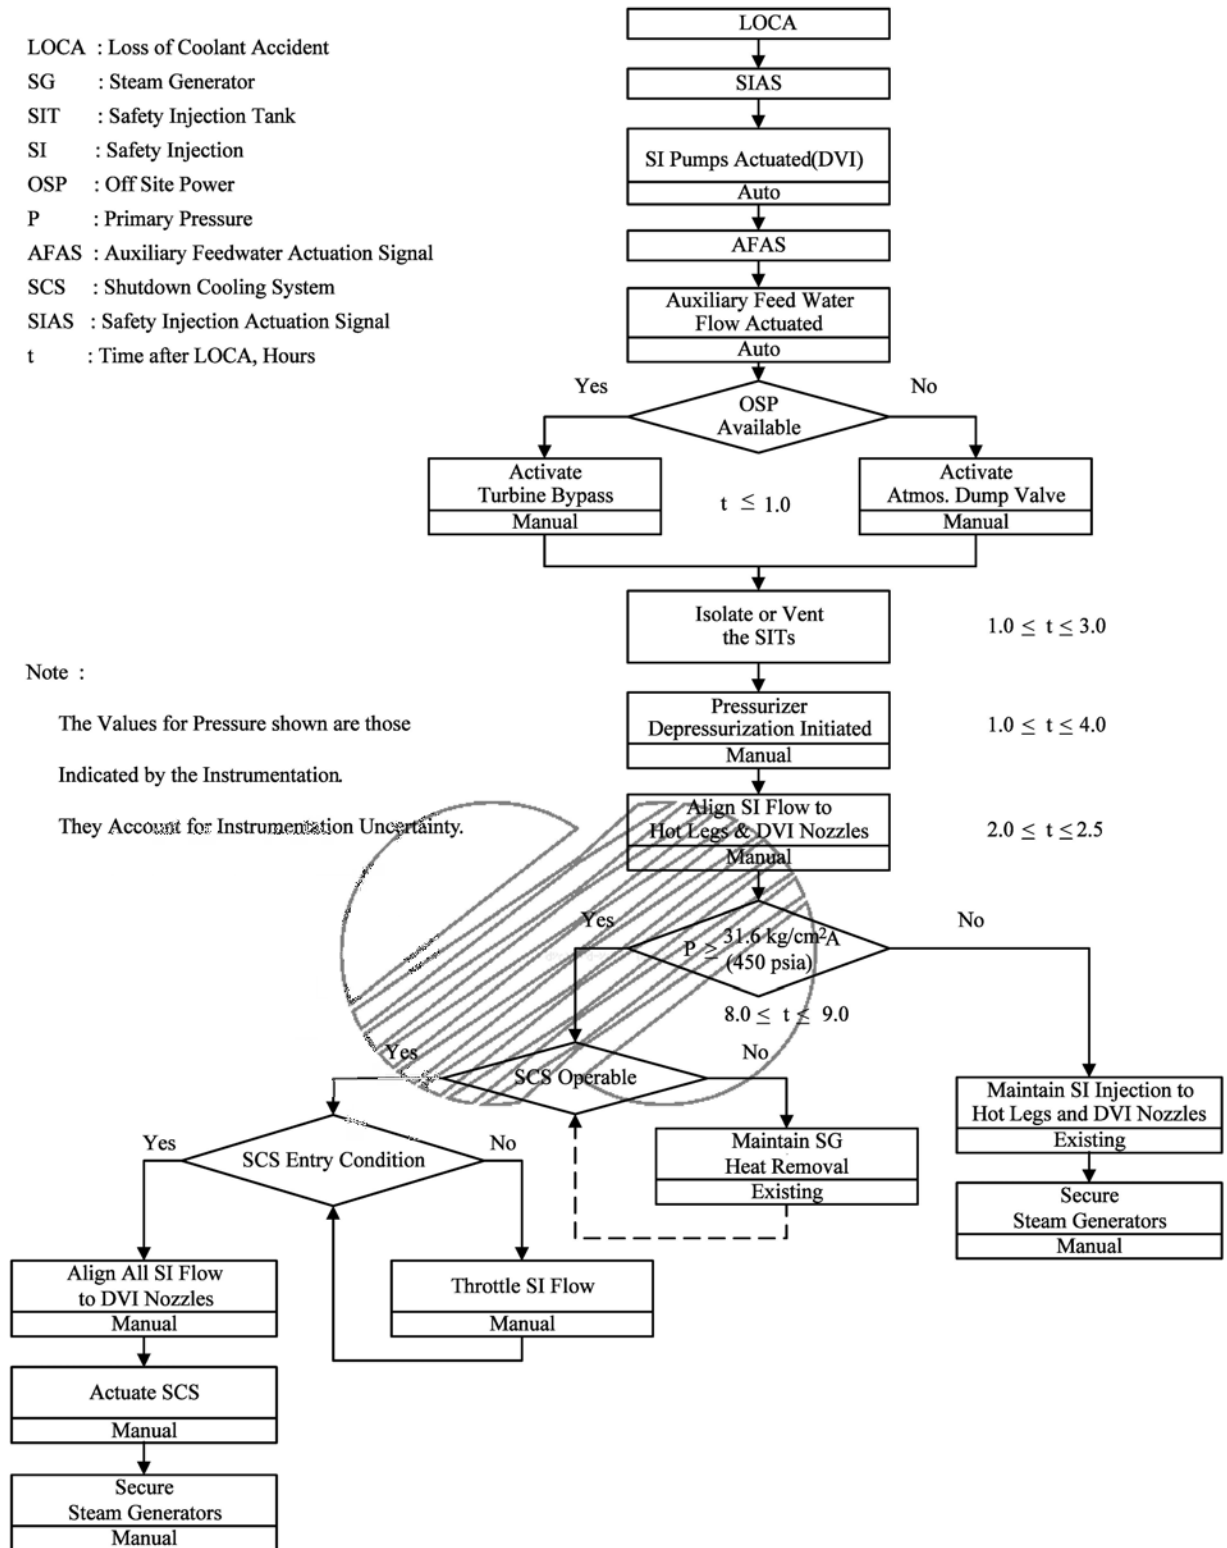 LOCA : Loss of Coolant Accident
SG : Steam Generator
SIT : Safety Injection Tank
SI : Safety Injection
OSP : Off Site Power
P : Primary Pressure
AFAS : Auxiliary Feedwater Actuation Signal
SCS : Shutdown Cooling System
SIAS : Safety Injection Actuation Signal
t : Time after LOCA, Hours
LOCA
SIAS
SI Pumps Actuated(DVI)
Auto
AFAS
Auxiliary Feed Water
Flow Actuated
Auto
Yes
No
OSP
Available
Activate
Turbine Bypass
Manual
t ≤ 1.0
Activate
Atmos. Dump Valve
Manual
Isolate or Vent
the SITs
1.0 ≤ t ≤ 3.0
Note :
The Values for Pressure shown are those
Indicated by the Instrumentation.
They Account for Instrumentation Uncertainty.
Pressurizer
Depressurization Initiated
Manual
1.0 ≤ t ≤ 4.0
Align SI Flow to
Hot Legs & DVI Nozzles
Manual
2.0 ≤ t ≤2.5
Yes
No
P ≥ 31.6 kg/cm²A
(450 psia)
8.0 ≤ t ≤ 9.0
Yes
No
SCS Operable
Maintain SI Injection to
Hot Legs and DVI Nozzles
Existing
Secure
Steam Generators
Manual
Maintain SG
Heat Removal
Existing
Yes
No
SCS Entry Condition
Align All SI Flow
to DVI Nozzles
Manual
Throttle SI Flow
Manual
Actuate SCS
Manual
Secure
Steam Generators
Manual